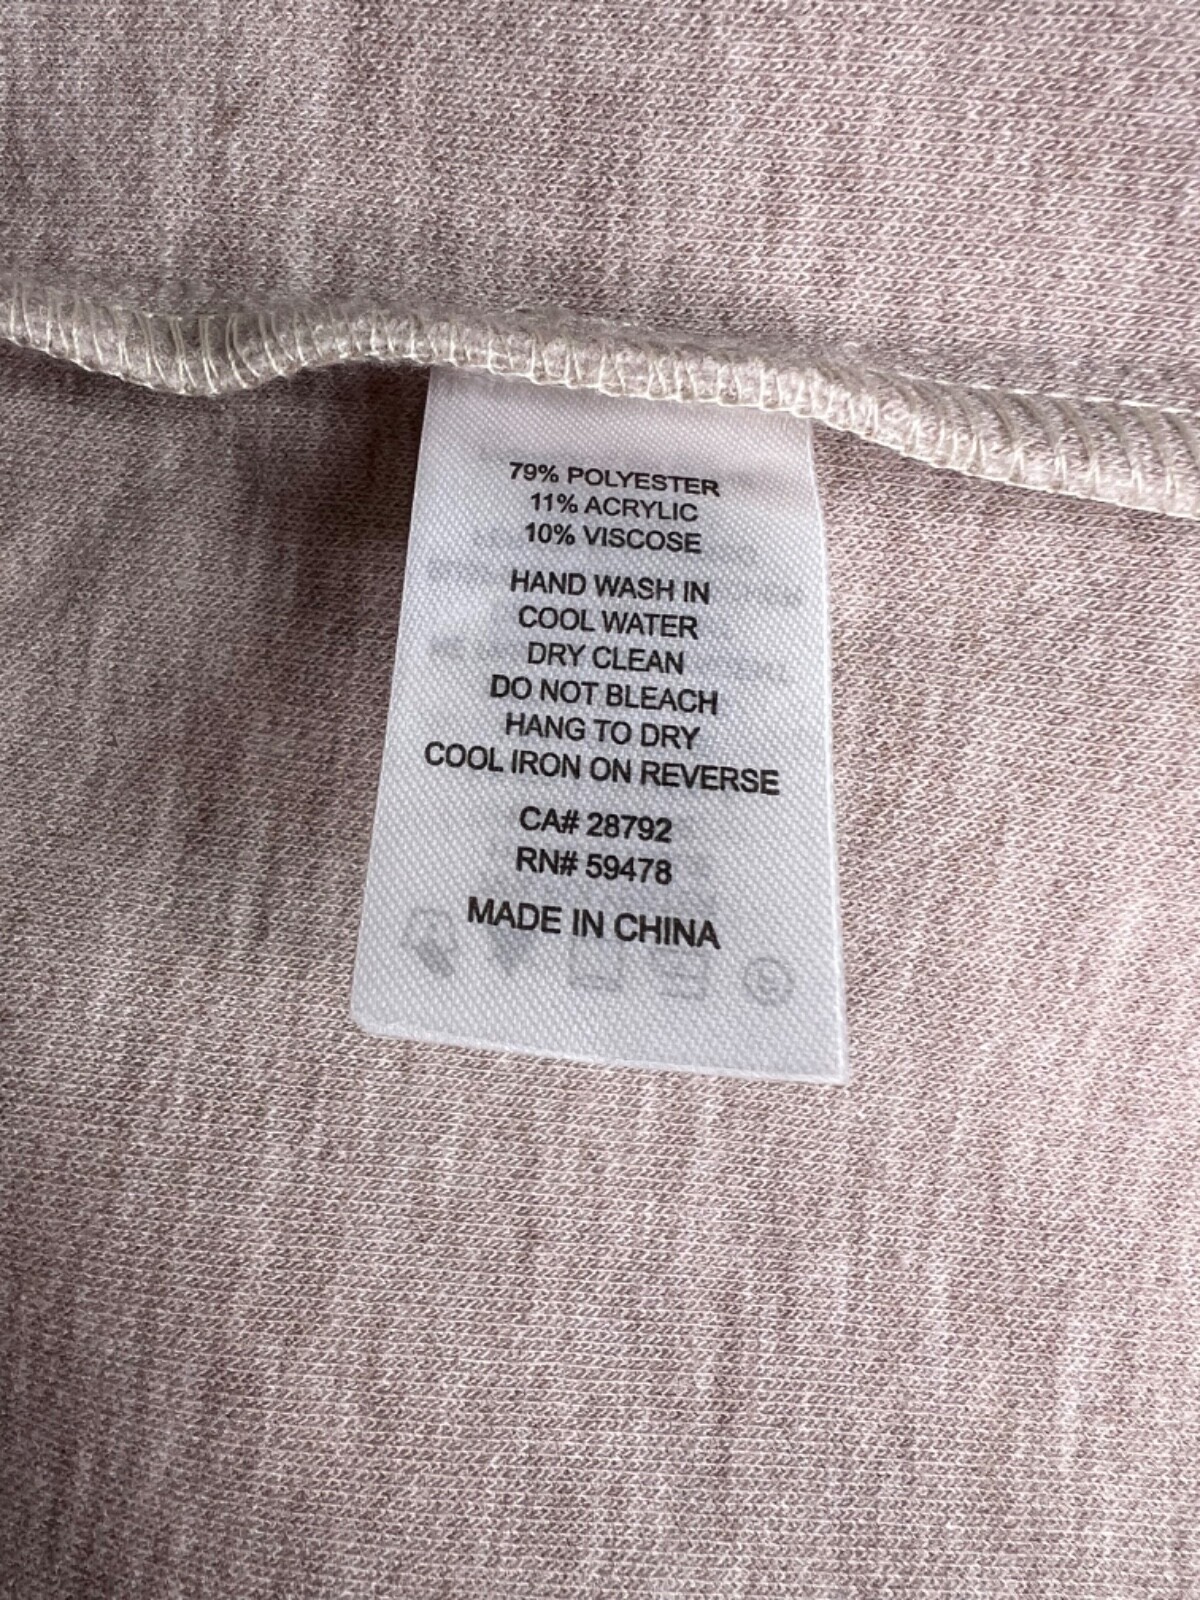 79% POLYESTER
11% ACRYLIC
10% VISCOSE
HAND WASH IN
COOL WATER
DRY CLEAN
DO NOT BLEACH
HANG TO DRY
COOL IRON ON REVERSE
CA# 28792
RN# 59478
MADE IN CHINA